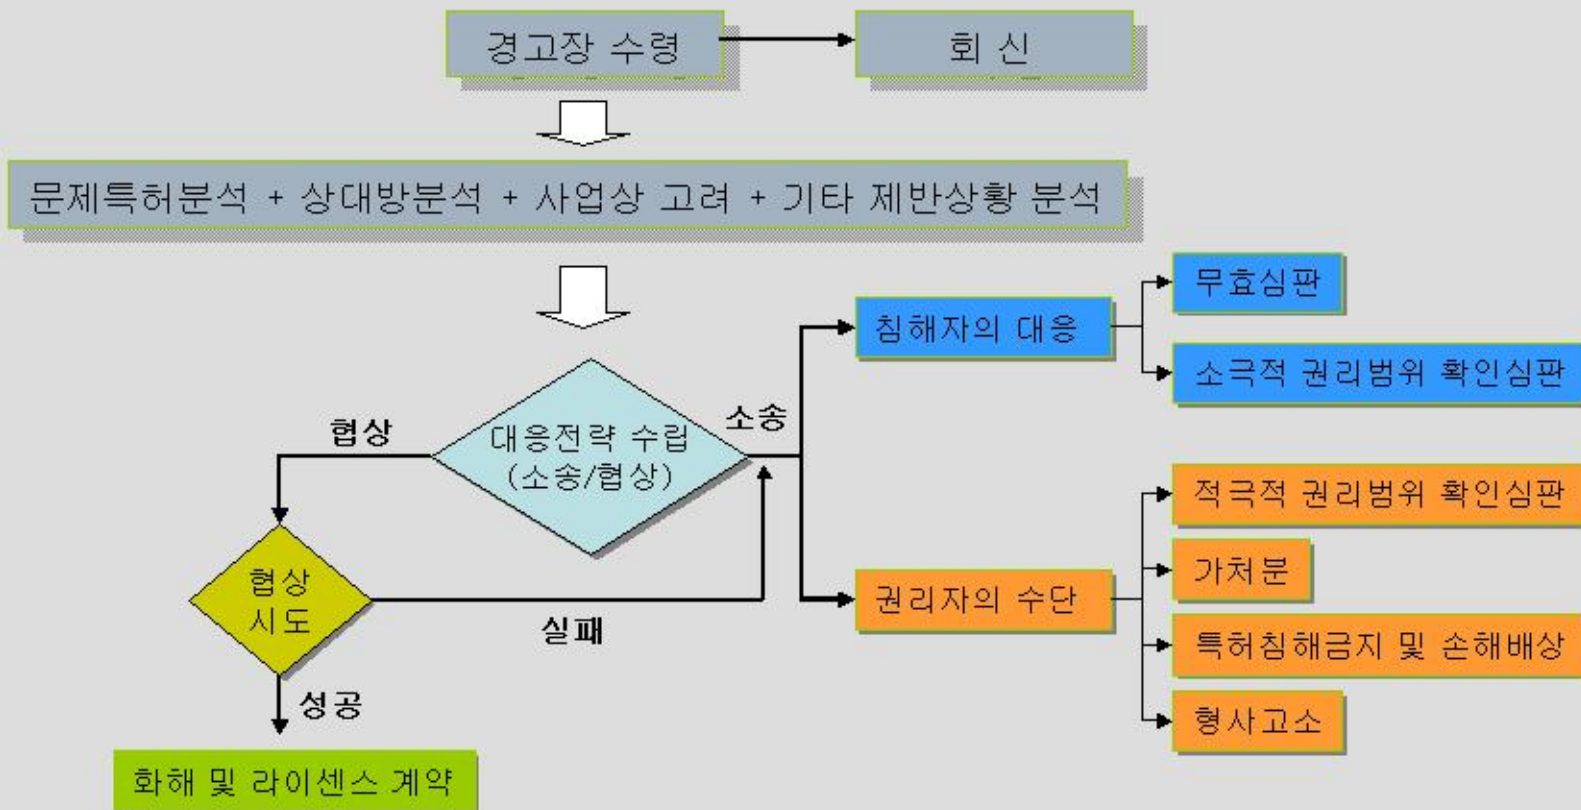 경고장 수령
회 신
문제특허분석 + 상대방분석 + 사업상 고려 + 기타 제반상황 분석
무효심판
침해자의 대응
소극적 권리범위 확인심판
소송
협상
대응전략 수립
(소송/협상)
적극적 권리범위 확인심판
가처분
협상
시도
권리자의 수단
실패
특허침해금지 및 손해배상
성공
형사고소
화해 및 라이센스 계약